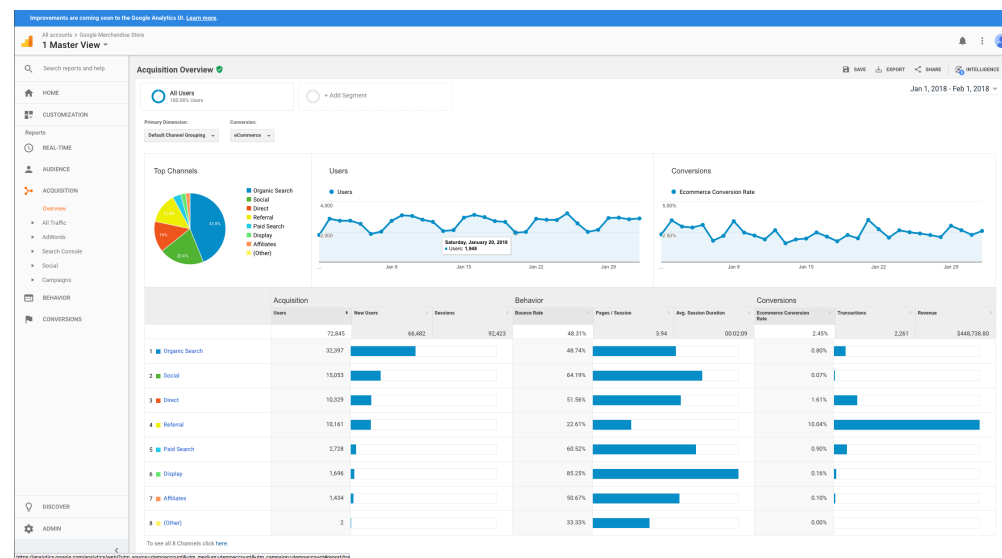 Improvements are coming soon to the Google Analytics UI. Learn more.
All accounts > Google Merchandise Store
1 Master View
Search reports and help
HOME
CUSTOMIZATION
Reports
REAL-TIME
AUDIENCE
ACQUISITION
Overview
All Traffic
AdWords
Search Console
Social
Campaigns
BEHAVIOR
CONVERSIONS
DISCOVER
ADMIN
Acquisition Overview
SAVE EXPORT SHARE INTELLIGENCE
Jan 1, 2018 - Feb 1, 2018
All Users
100.00% Users
+ Add Segment
Primary Dimension: Conversion:
Default Channel Grouping eCommerce
Top Channels
Organic Search
Social
Direct
Referral
Paid Search
Display
Affiliates
(Other)
43.9%
20.4%
14%
Users
Users
4,000
2,000
Saturday, January 20, 2018
Users: 1,948
... Jan 8 Jan 15 Jan 22 Jan 29
Conversions
Ecommerce Conversion Rate
5.00%
2.50%
... Jan 8 Jan 15 Jan 22 Jan 29
Acquisition Behavior Conversions
Users New Users Sessions Bounce Rate Pages / Session Avg. Session Duration Ecommerce Conversion Rate Transactions Revenue
72,845 66,482 92,423 48.31% 3.94 00:02:09 2.45% 2,261 $448,738.80
1 Organic Search 32,397 48.74% 0.80%
2 Social 15,053 64.19% 0.07%
3 Direct 10,329 51.56% 1.61%
4 Referral 10,161 22.61% 10.04%
5 Paid Search 2,728 60.52% 0.90%
6 Display 1,696 85.25% 0.16%
7 Affiliates 1,434 50.67% 0.10%
8 (Other) 2 33.33% 0.00%
To see all 8 Channels click here.